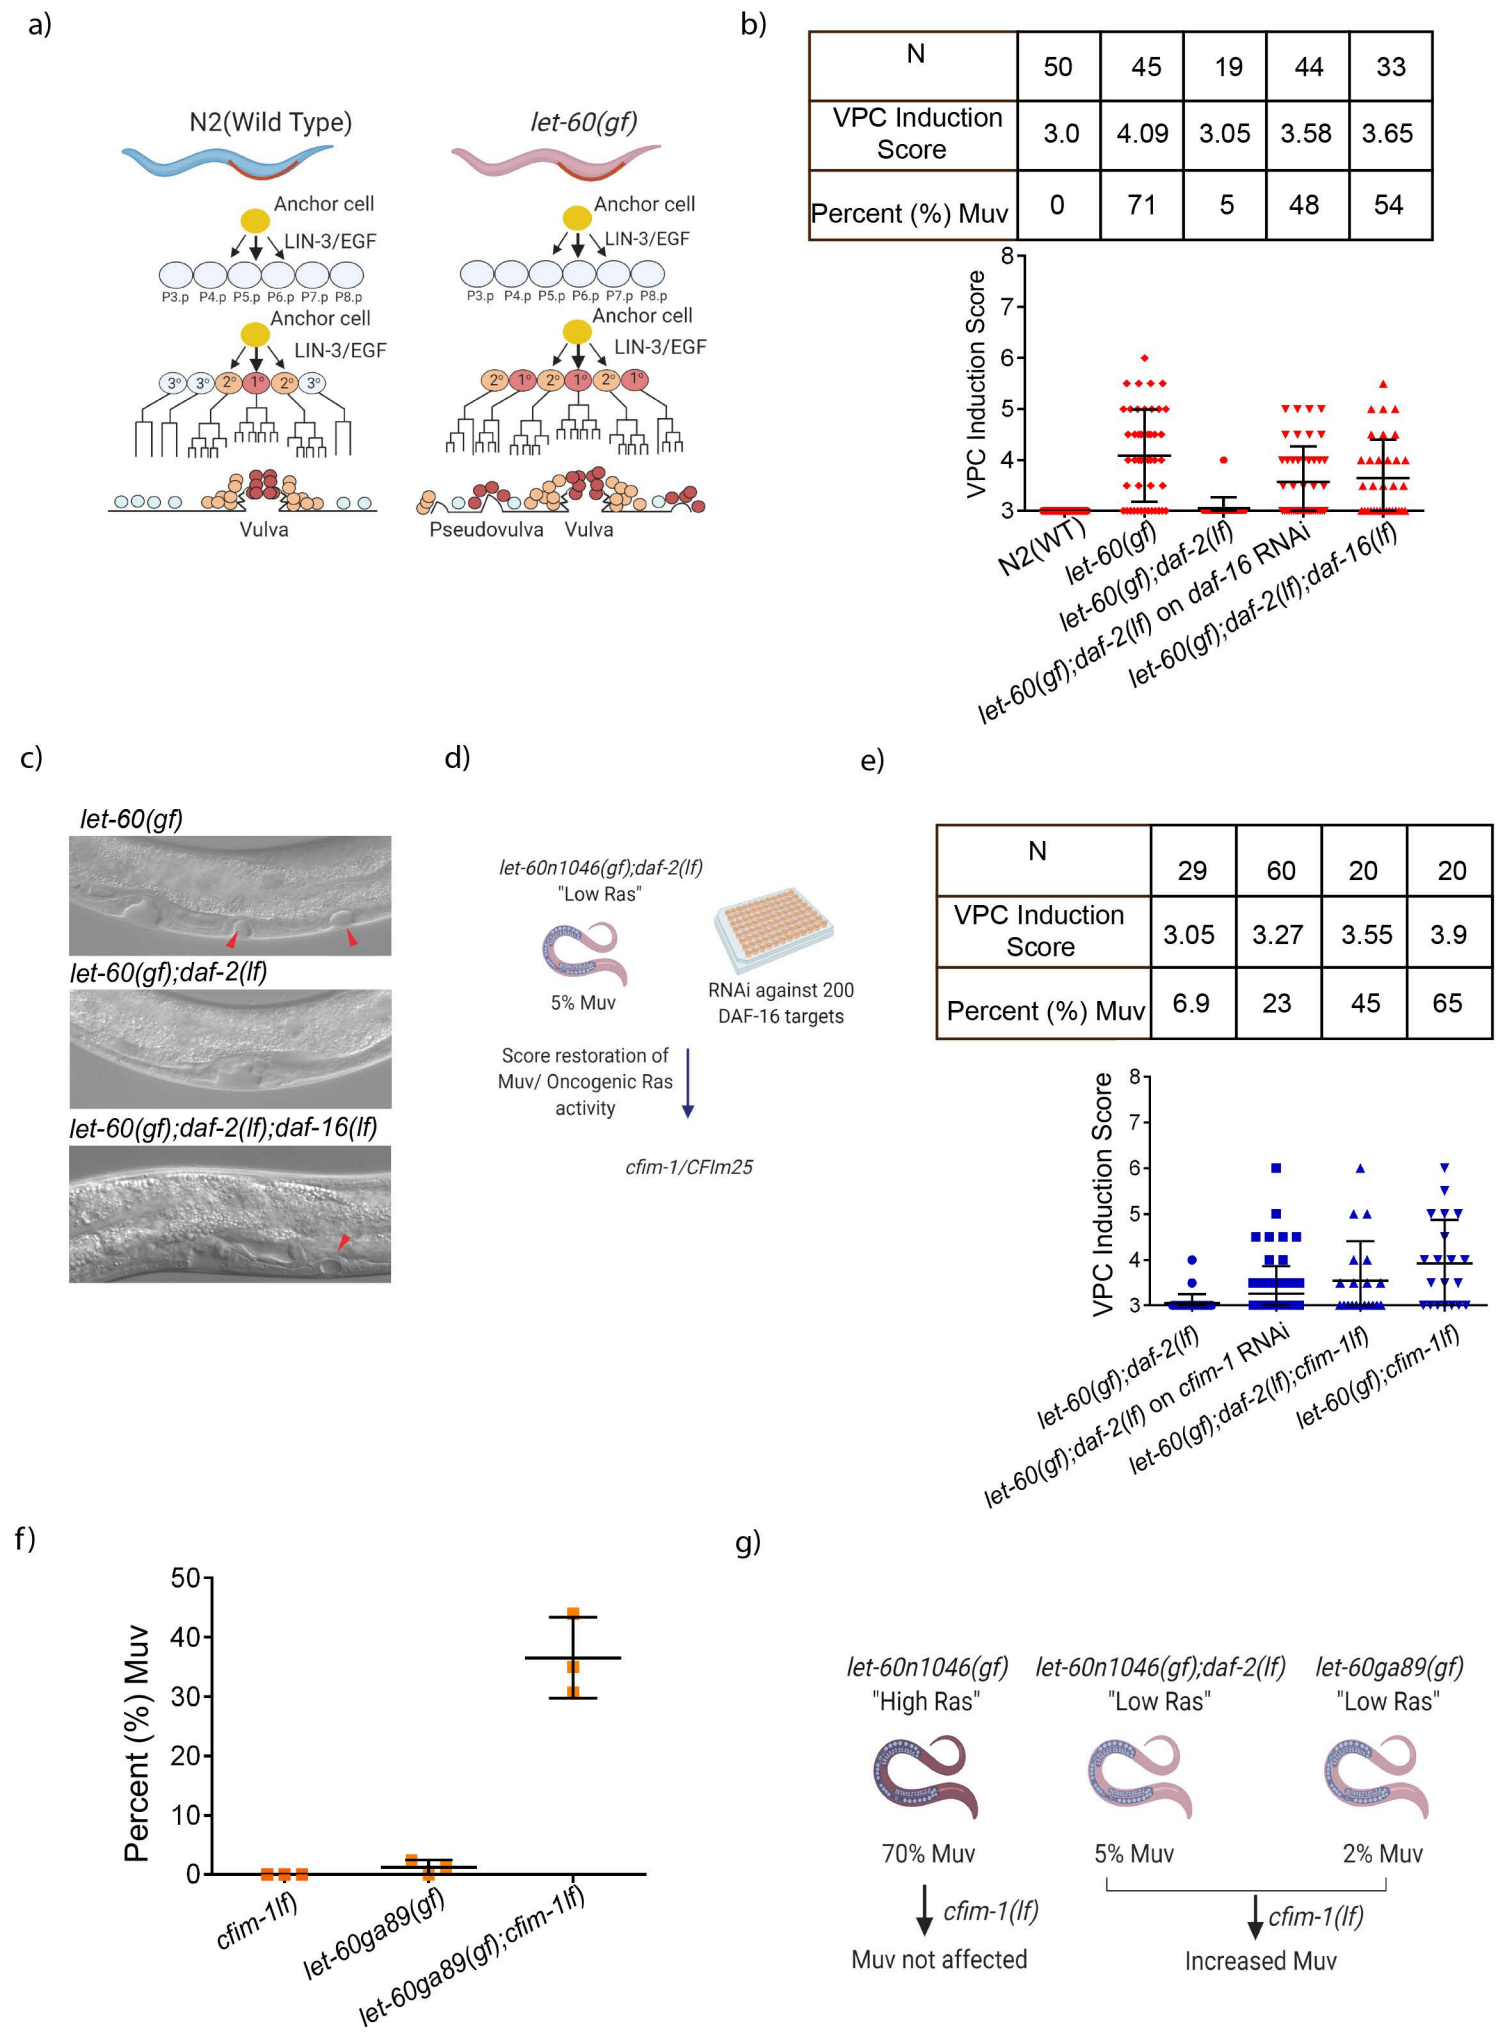 a)
N2(Wild Type)
let-60(gf)
Anchor cell
LIN-3/EGF
P3.p P4.p P5.p P6.p P7.p P8.p
Anchor cell
LIN-3/EGF
3° 3° 2° 1° 2° 3°
Vulva
Anchor cell
LIN-3/EGF
P3.p P4.p P5.p P6.p P7.p P8.p
Anchor cell
LIN-3/EGF
2° 1° 2° 1° 2° 1°
Pseudovulva Vulva
b)
N 50 45 19 44 33
VPC Induction
Score 3.0 4.09 3.05 3.58 3.65
Percent (%) Muv 0 71 5 48 54
VPC Induction Score
8
7
6
5
4
3
N2(WT)
let-60(gf)
let-60(gf);daf-2(lf)
let-60(gf);daf-2(lf) on daf-16 RNAi
let-60(gf);daf-2(lf);daf-16(lf)
c)
let-60(gf)
let-60(gf);daf-2(lf)
let-60(gf);daf-2(lf);daf-16(lf)
d)
let-60n1046(gf);daf-2(lf)
"Low Ras"
5% Muv
RNAi against 200
DAF-16 targets
Score restoration of
Muv/ Oncogenic Ras
activity
cfim-1/CFIm25
e)
N 29 60 20 20
VPC Induction
Score 3.05 3.27 3.55 3.9
Percent (%) Muv 6.9 23 45 65
VPC Induction Score
8
7
6
5
4
3
let-60(gf);daf-2(lf)
let-60(gf);daf-2(lf) on cfim-1 RNAi
let-60(gf);daf-2(lf);cfim-1lf)
let-60(gf);cfim-1lf)
f)
Percent (%) Muv
50
40
30
20
10
0
cfim-1lf)
let-60ga89(gf)
let-60ga89(gf);cfim-1lf)
g)
let-60n1046(gf) let-60n1046(gf);daf-2(lf) let-60ga89(gf)
"High Ras" "Low Ras" "Low Ras"
70% Muv 5% Muv 2% Muv
cfim-1(lf) cfim-1(lf)
Muv not affected Increased Muv